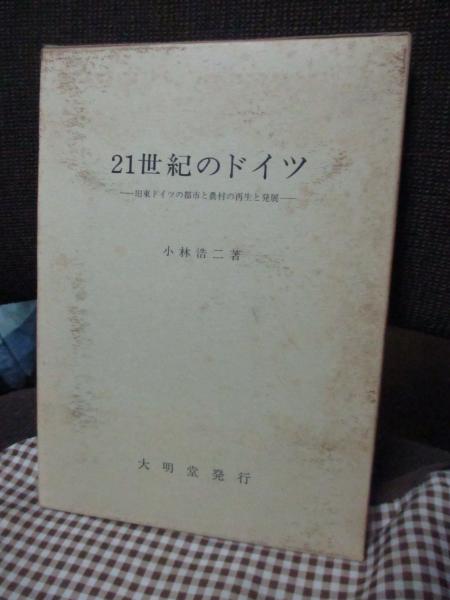 21世紀のドイツ
―旧東ドイツの都市と農村の再生と発展―
小林浩二著
大明堂発行